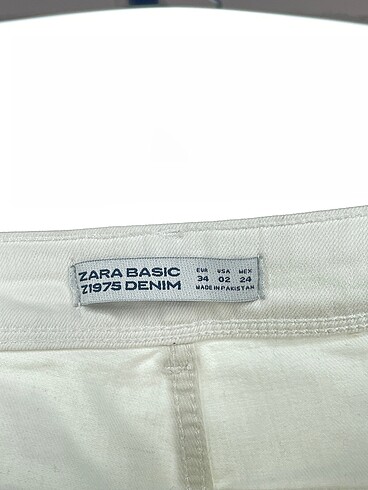 ZARA BASIC
Z1975 DENIM
EUR USA MEX
34 02 24
MADE IN PAKISTAN